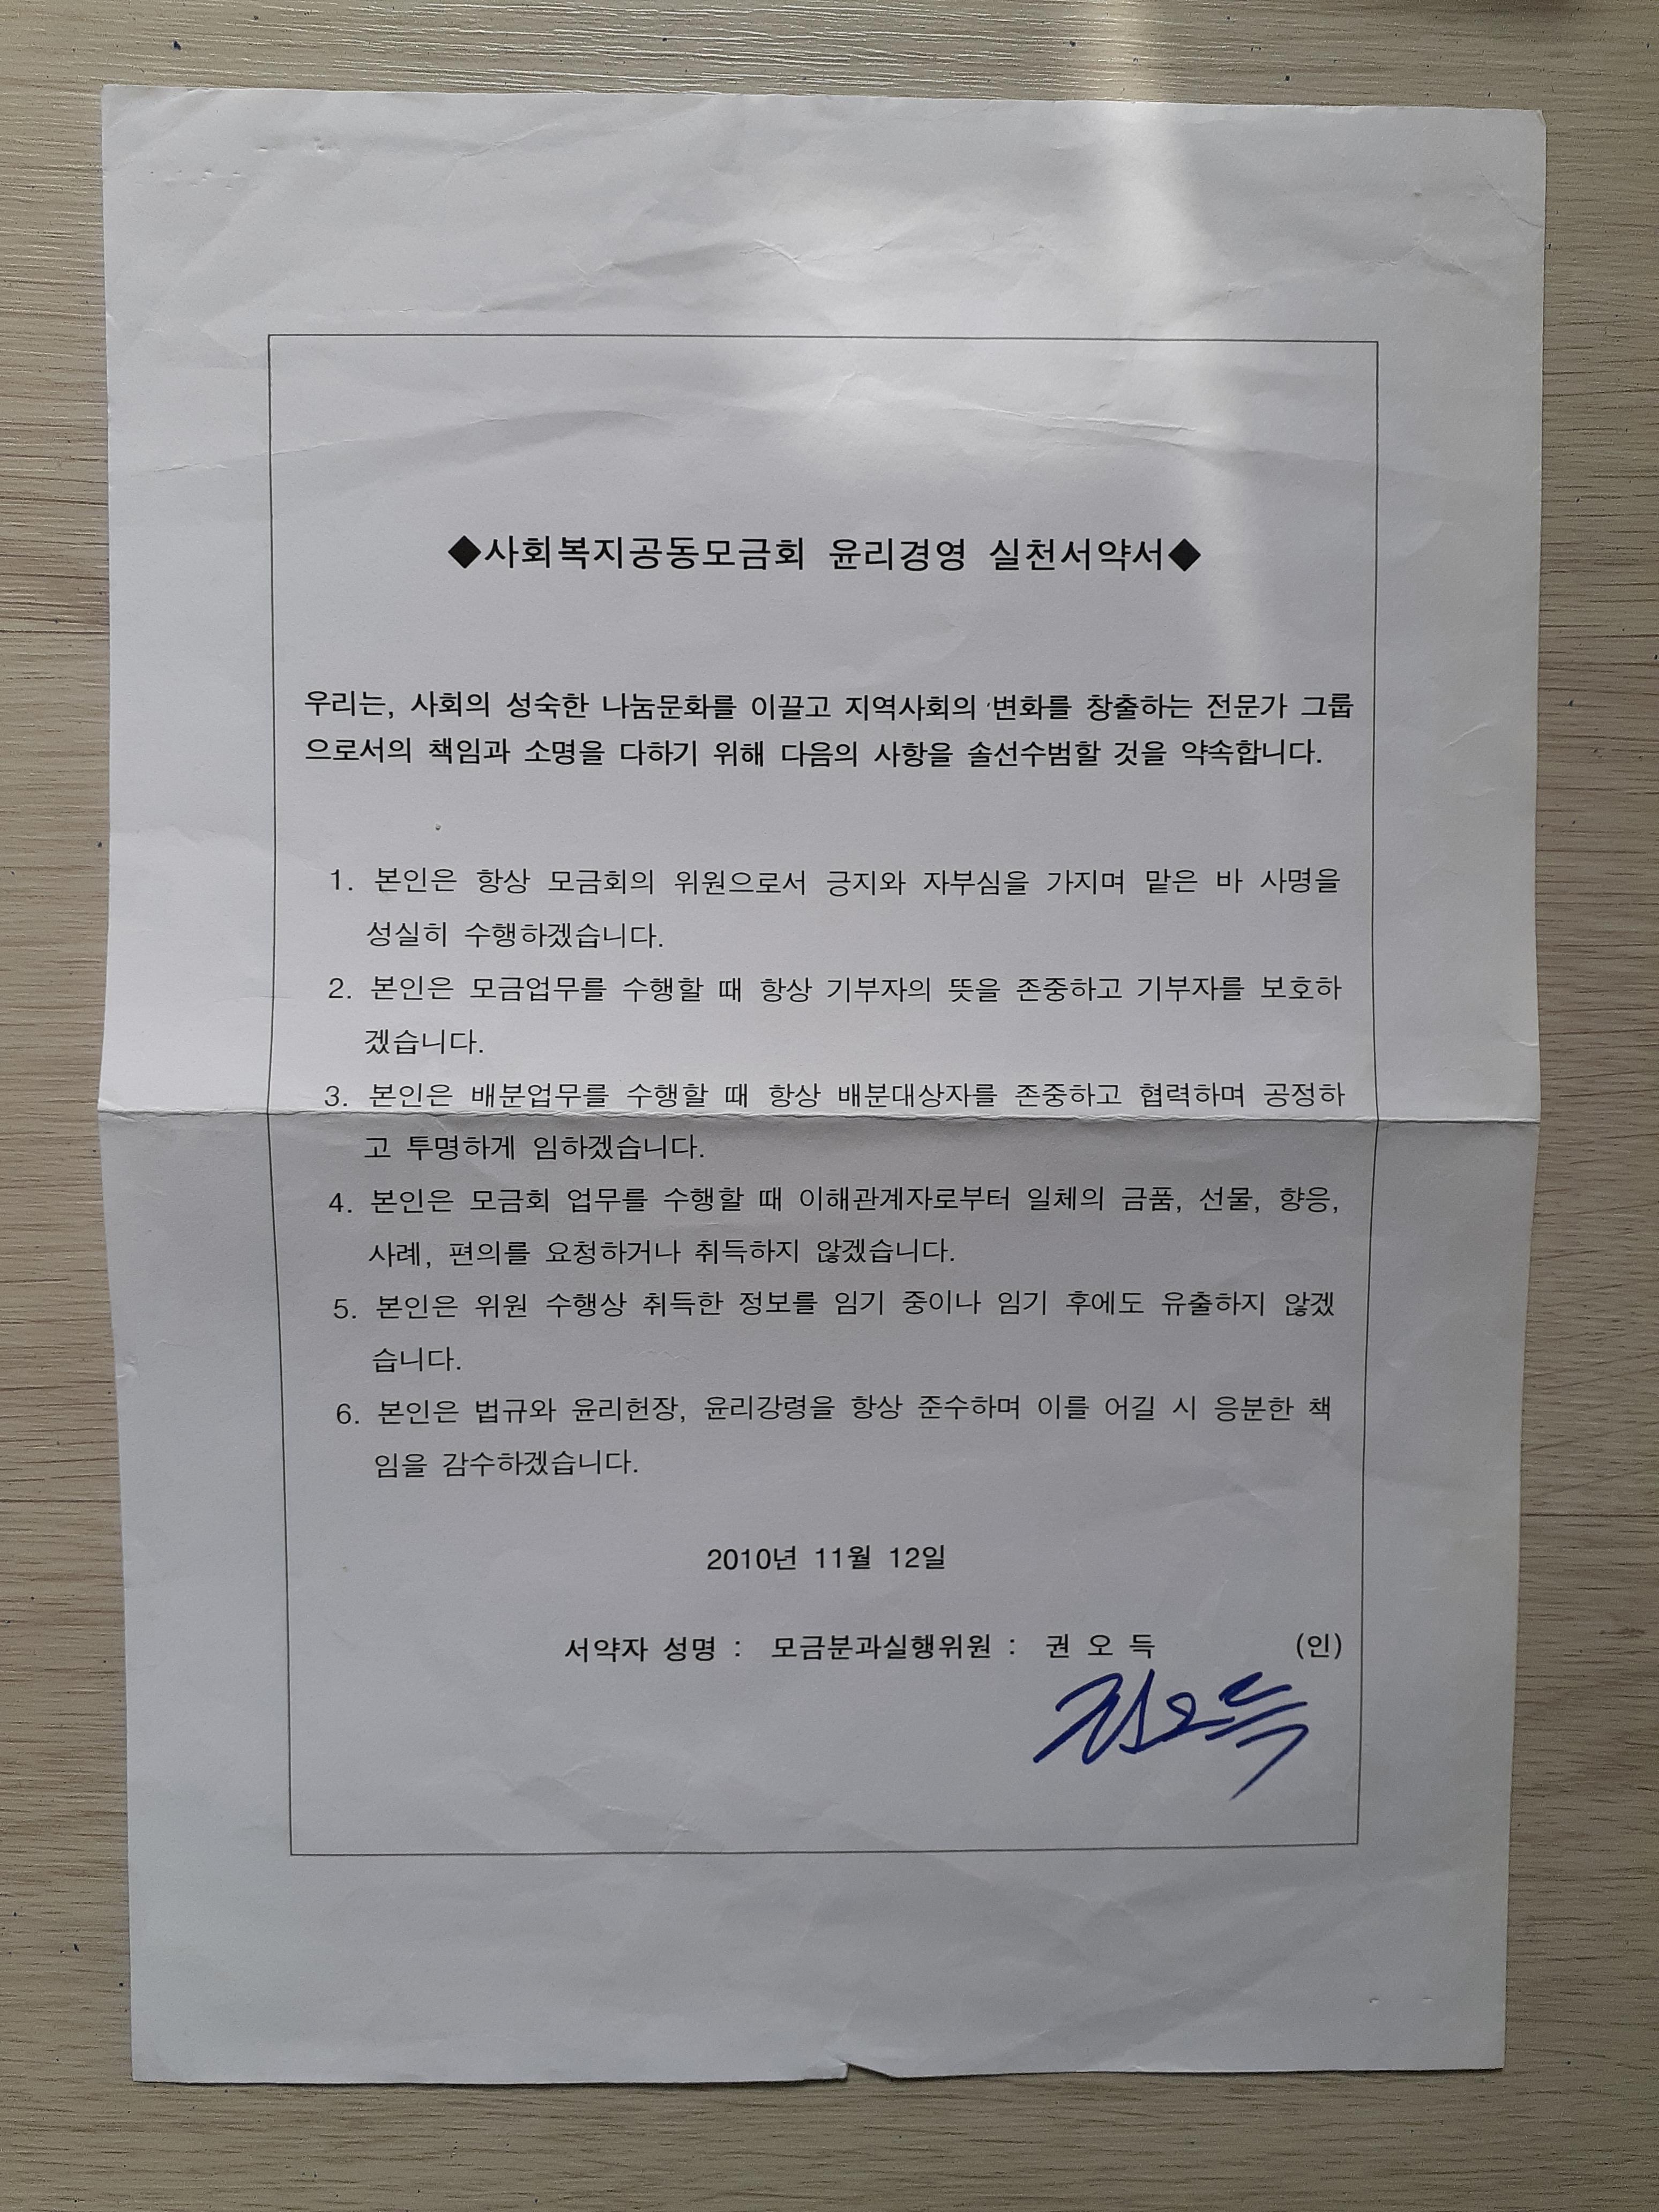 ◆사회복지공동모금회 윤리경영 실천서약서◆
우리는, 사회의 성숙한 나눔문화를 이끌고 지역사회의 변화를 창출하는 전문가 그룹
으로서의 책임과 소명을 다하기 위해 다음의 사항을 솔선수범할 것을 약속합니다.
1. 본인은 항상 모금회의 위원으로서 긍지와 자부심을 가지며 맡은 바 사명을
성실히 수행하겠습니다.
2. 본인은 모금업무를 수행할 때 항상 기부자의 뜻을 존중하고 기부자를 보호하
겠습니다.
3. 본인은 배분업무를 수행할 때 항상 배분대상자를 존중하고 협력하며 공정하
고 투명하게 임하겠습니다.
4. 본인은 모금회 업무를 수행할 때 이해관계자로부터 일체의 금품, 선물, 향응,
사례, 편의를 요청하거나 취득하지 않겠습니다.
5. 본인은 위원 수행상 취득한 정보를 임기 중이나 임기 후에도 유출하지 않겠
습니다.
6. 본인은 법규와 윤리헌장, 윤리강령을 항상 준수하며 이를 어길 시 응분한 책
임을 감수하겠습니다.
2010년 11월 12일
서약자 성명 : 모금분과실행위원 : 권 오 득 (인)
권오득